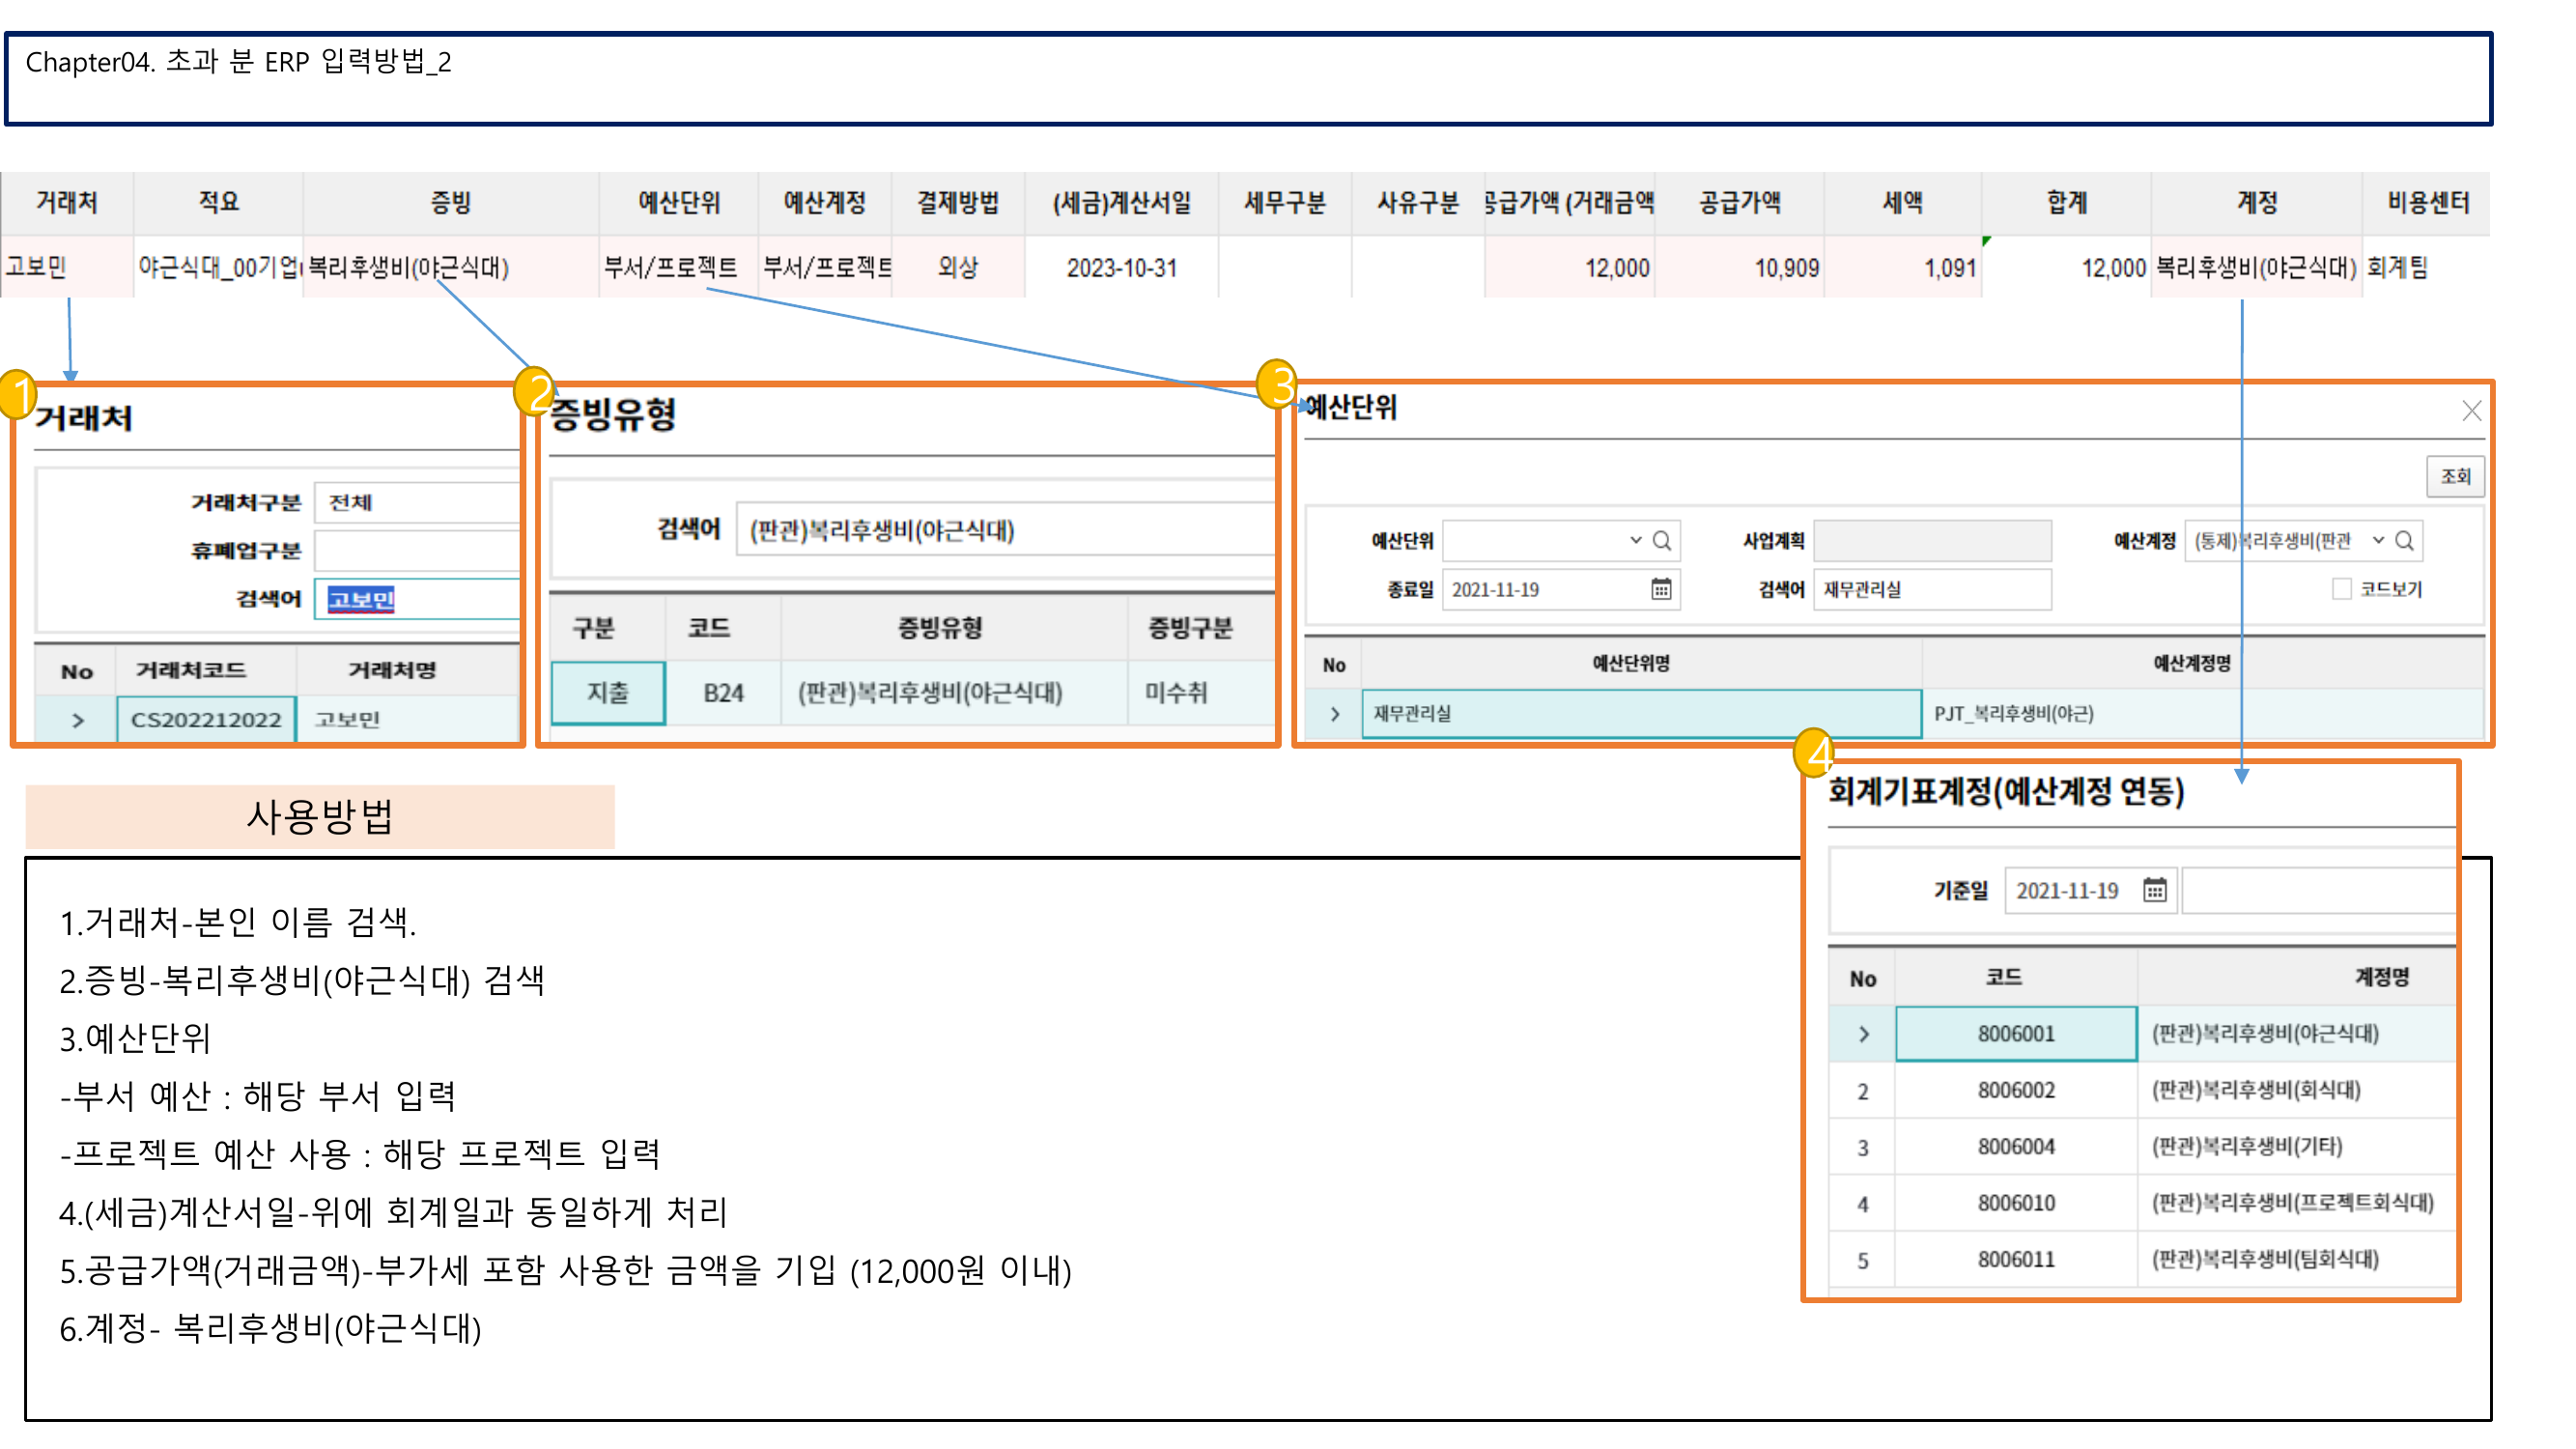 Chapter04. 초과 분 ERP 입력방법_2
거래처 적요 증빙 예산단위 예산계정 결제방법 (세금)계산서일 세무구분 사유구분 공급가액 (거래금액 공급가액 세액 합계 계정 비용센터
고보민 야근식대_00기업 복리후생비(야근식대) 부서/프로젝트 부서/프로젝트 외상 2023-10-31 12,000 10,909 1,091 12,000 복리후생비(야근식대) 회계팀
1
거래처
거래처구분 전체
휴폐업구분
검색어 고보민
No 거래처코드 거래처명
> CS202212022 고보민
2
증빙유형
검색어 (판관)복리후생비(야근식대)
구분 코드 증빙유형 증빙구분
지출 B24 (판관)복리후생비(야근식대) 미수취
3
예산단위
조회
예산단위 사업계획 예산계정 (통제)복리후생비(판관
종료일 2021-11-19 검색어 재무관리실 코드보기
No 예산단위명 예산계정명
> 재무관리실 PJT_복리후생비(야근)
4
회계기표계정(예산계정 연동)
기준일 2021-11-19
No 코드 계정명
> 8006001 (판관)복리후생비(야근식대)
2 8006002 (판관)복리후생비(회식대)
3 8006004 (판관)복리후생비(기타)
4 8006010 (판관)복리후생비(프로젝트회식대)
5 8006011 (판관)복리후생비(팀회식대)
사용방법
1.거래처-본인 이름 검색.
2.증빙-복리후생비(야근식대) 검색
3.예산단위
-부서 예산 : 해당 부서 입력
-프로젝트 예산 사용 : 해당 프로젝트 입력
4.(세금)계산서일-위에 회계일과 동일하게 처리
5.공급가액(거래금액)-부가세 포함 사용한 금액을 기입 (12,000원 이내)
6.계정- 복리후생비(야근식대)